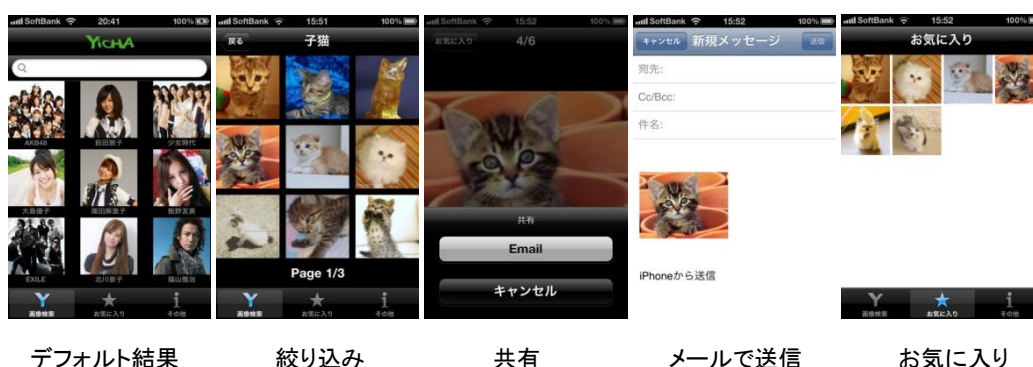 SoftBank 20:41 100%
YicHA
AKB48 前田敦子 少女時代
大島優子 篠田麻里子 板野友美
EXILE 北川景子 福山雅治
画像検索 お気に入り その他
デフォルト結果
SoftBank 15:51 100%
戻る 子猫
Page 1/3
画像検索 お気に入り その他
絞り込み
SoftBank 15:52 100%
お気に入り 4/6
共有
Email
キャンセル
共有
SoftBank 15:52 100%
キャンセル 新規メッセージ 送信
宛先:
Cc/Bcc:
件名:
iPhoneから送信
メールで送信
SoftBank 15:52 100%
お気に入り
画像検索 お気に入り その他
お気に入り